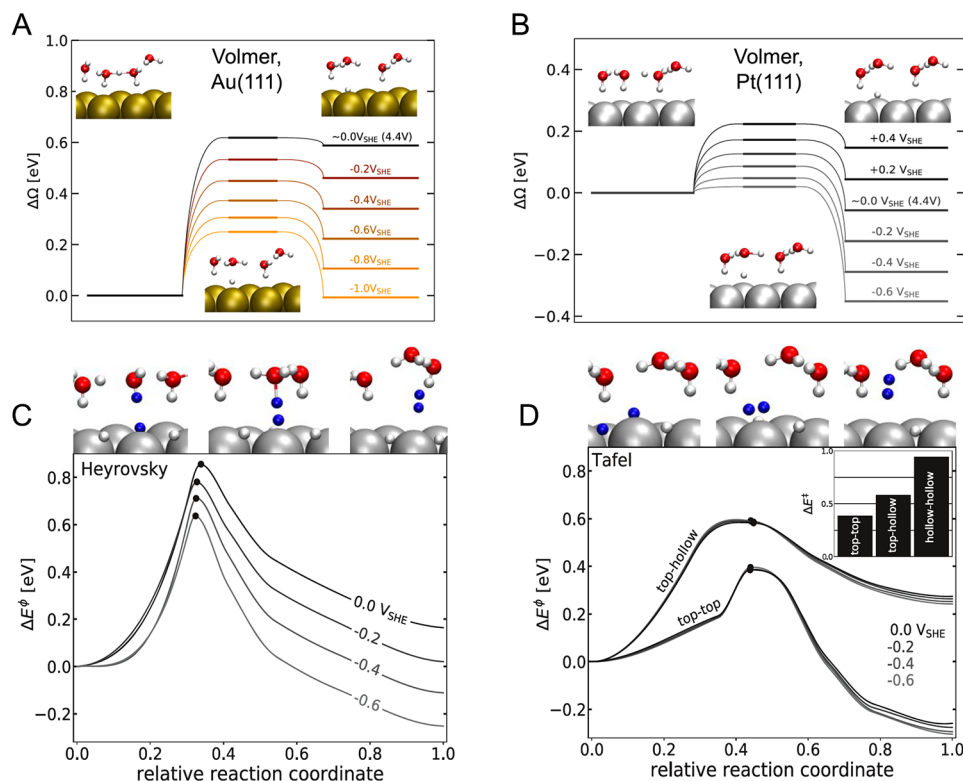 A
Volmer,
Au(111)
ΔΩ [eV]
1.0
0.8
0.6
0.4
0.2
0.0
~0.0V_SHE (4.4V)
-0.2V_SHE
-0.4V_SHE
-0.6V_SHE
-0.8V_SHE
-1.0V_SHE
B
Volmer,
Pt(111)
ΔΩ [eV]
0.4
0.2
0.0
−0.2
−0.4
+0.4 V_SHE
+0.2 V_SHE
~0.0 V_SHE (4.4V)
-0.2 V_SHE
-0.4 V_SHE
-0.6 V_SHE
C
Heyrovsky
ΔE^ϕ [eV]
0.8
0.6
0.4
0.2
0.0
−0.2
0.0 V_SHE
-0.2
-0.4
-0.6
0.0 0.2 0.4 0.6 0.8 1.0
relative reaction coordinate
D
Tafel
ΔE^ϕ [eV]
0.8
0.6
0.4
0.2
0.0
−0.2
top-hollow
top-top
ΔE^‡
1.0
0.5
0.0
top-top
top-hollow
hollow-hollow
0.0 V_SHE
-0.2
-0.4
-0.6
0.0 0.2 0.4 0.6 0.8 1.0
relative reaction coordinate